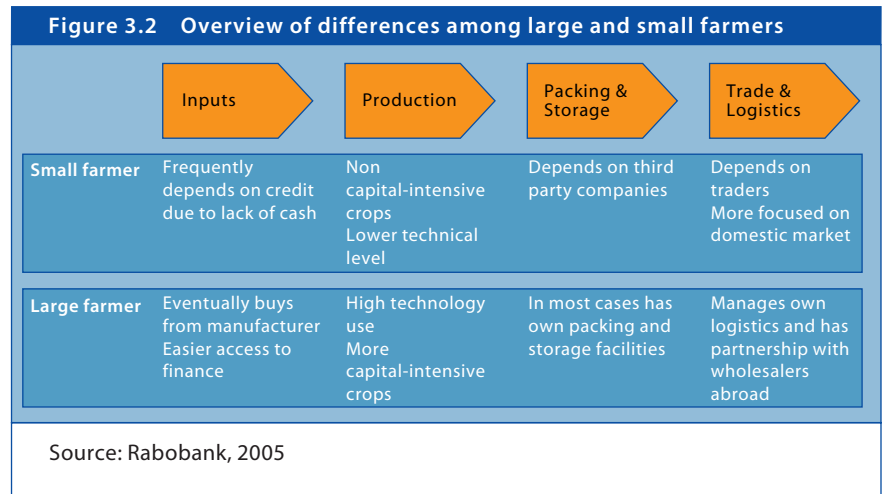 Figure 3.2 Overview of differences among large and small farmers
Inputs
Production
Packing &
Storage
Trade &
Logistics
Small farmer
Frequently
depends on credit
due to lack of cash
Non
capital-intensive
crops
Lower technical
level
Depends on third
party companies
Depends on
traders
More focused on
domestic market
Large farmer
Eventually buys
from manufacturer
Easier access to
finance
High technology
use
More
capital-intensive
crops
In most cases has
own packing and
storage facilities
Manages own
logistics and has
partnership with
wholesalers
abroad
Source: Rabobank, 2005